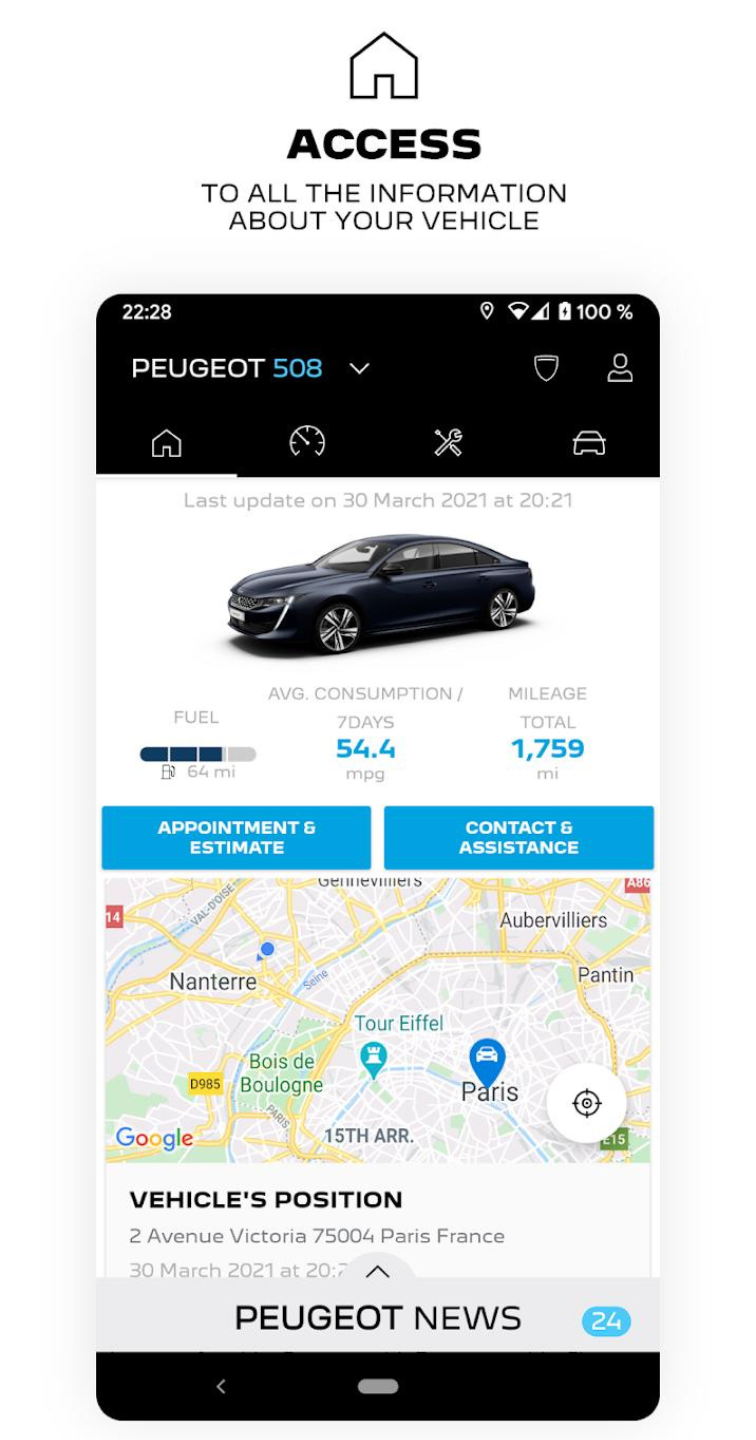 ACCESS
TO ALL THE INFORMATION
ABOUT YOUR VEHICLE
22:28
100 %
PEUGEOT 508
Last update on 30 March 2021 at 20:21
FUEL
64 mi
AVG. CONSUMPTION /
7DAYS
54.4
mpg
MILEAGE
TOTAL
1,759
mi
APPOINTMENT &
ESTIMATE
CONTACT &
ASSISTANCE
Gennevilliers
A86
14
VAL-D'OISE
Aubervilliers
Nanterre
Seine
Pantin
Tour Eiffel
Bois de
Boulogne
D985
Paris
PARIS
15TH ARR.
Google
E15
VEHICLE'S POSITION
2 Avenue Victoria 75004 Paris France
30 March 2021 at 20:2
PEUGEOT NEWS
24